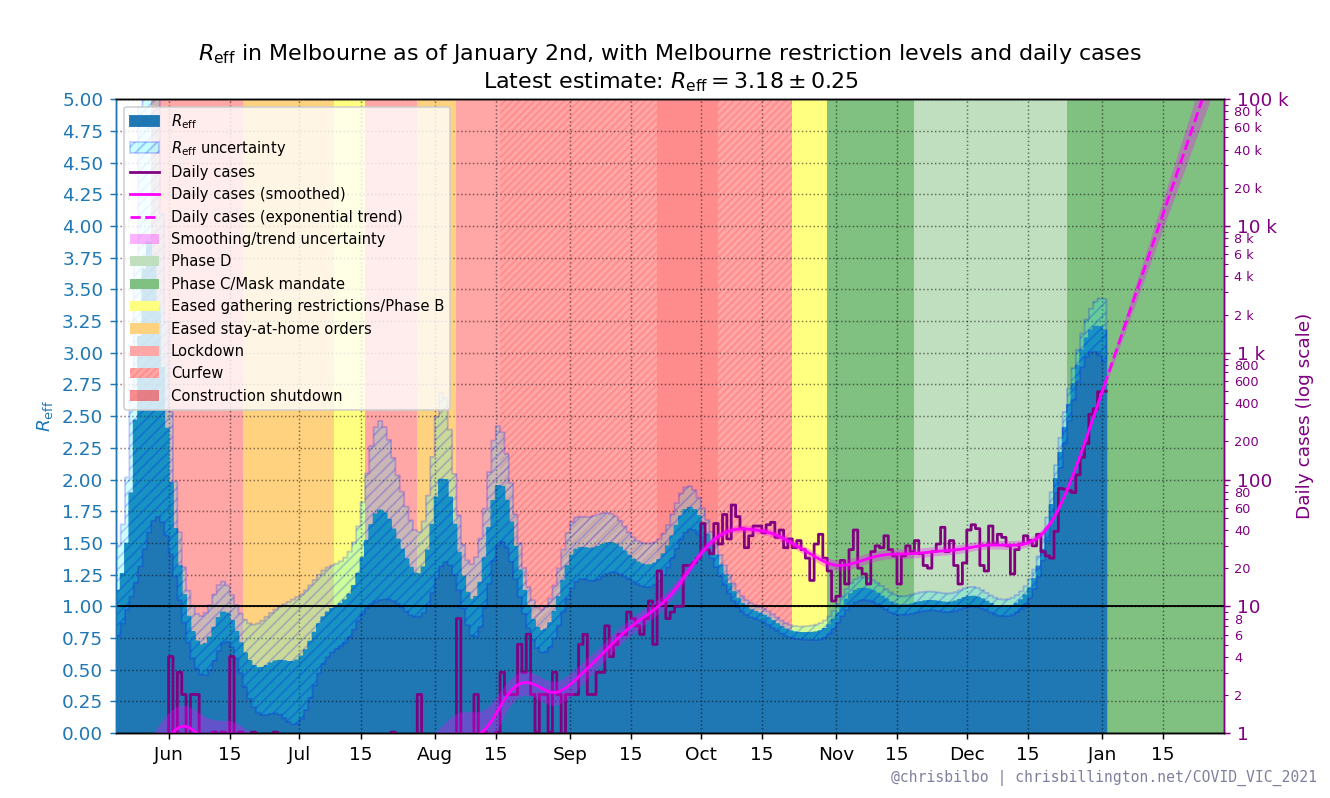 Reff in Melbourne as of January 2nd, with Melbourne restriction levels and daily cases
Latest estimate: Reff = 3.18 ± 0.25
Reff
5.00
4.75
4.50
4.25
4.00
3.75
3.50
3.25
3.00
2.75
2.50
2.25
2.00
1.75
1.50
1.25
1.00
0.75
0.50
0.25
0.00
Reff
Reff uncertainty
Daily cases
Daily cases (smoothed)
Daily cases (exponential trend)
Smoothing/trend uncertainty
Phase D
Phase C/Mask mandate
Eased gathering restrictions/Phase B
Eased stay-at-home orders
Lockdown
Curfew
Construction shutdown
100 k
80 k
60 k
40 k
20 k
10 k
8 k
6 k
4 k
2 k
1 k
800
600
400
200
100
80
60
40
20
10
8
6
4
2
1
Daily cases (log scale)
Jun 15 Jul 15 Aug 15 Sep 15 Oct 15 Nov 15 Dec 15 Jan 15
@chrisbilbo | chrisbillington.net/COVID_VIC_2021